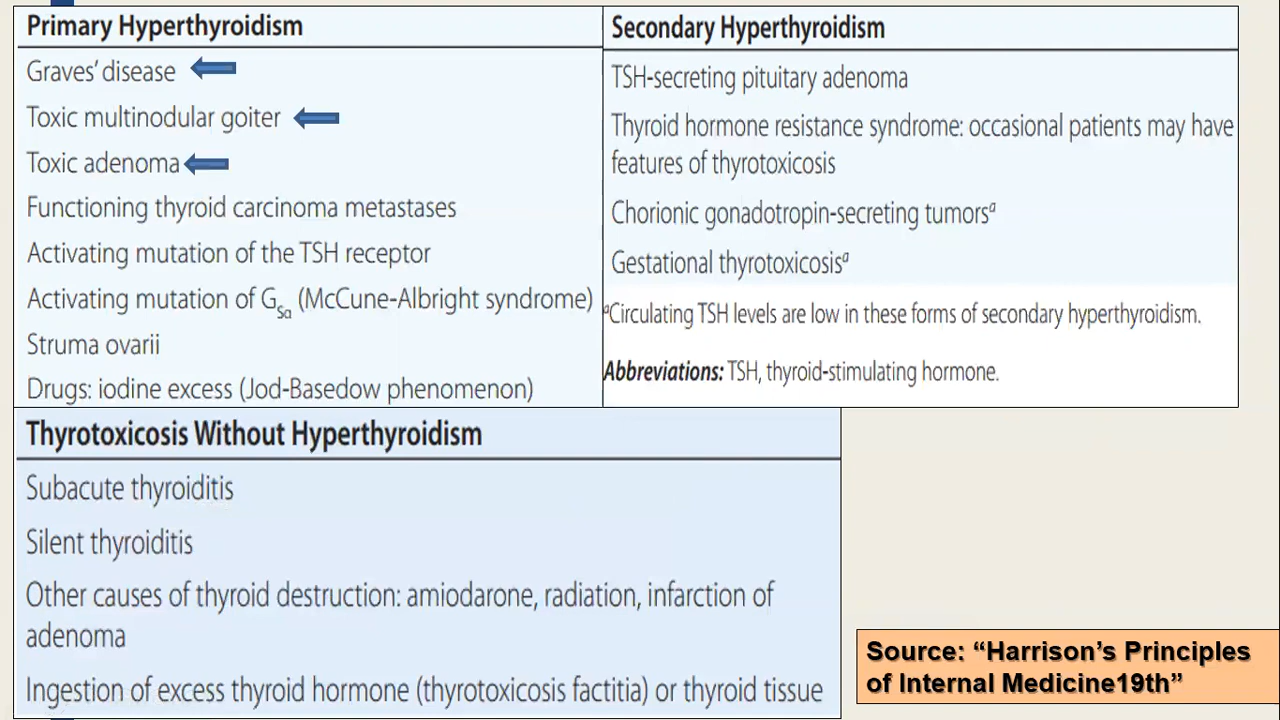 Primary Hyperthyroidism
Graves’ disease
Toxic multinodular goiter
Toxic adenoma
Functioning thyroid carcinoma metastases
Activating mutation of the TSH receptor
Activating mutation of GSα (McCune-Albright syndrome)
Struma ovarii
Drugs: iodine excess (Jod-Basedow phenomenon)
Secondary Hyperthyroidism
TSH-secreting pituitary adenoma
Thyroid hormone resistance syndrome: occasional patients may have
features of thyrotoxicosis
Chorionic gonadotropin-secreting tumorsa
Gestational thyrotoxicosisa
aCirculating TSH levels are low in these forms of secondary hyperthyroidism.
Abbreviations: TSH, thyroid-stimulating hormone.
Thyrotoxicosis Without Hyperthyroidism
Subacute thyroiditis
Silent thyroiditis
Other causes of thyroid destruction: amiodarone, radiation, infarction of
adenoma
Ingestion of excess thyroid hormone (thyrotoxicosis factitia) or thyroid tissue
Source: “Harrison’s Principles
of Internal Medicine19th”